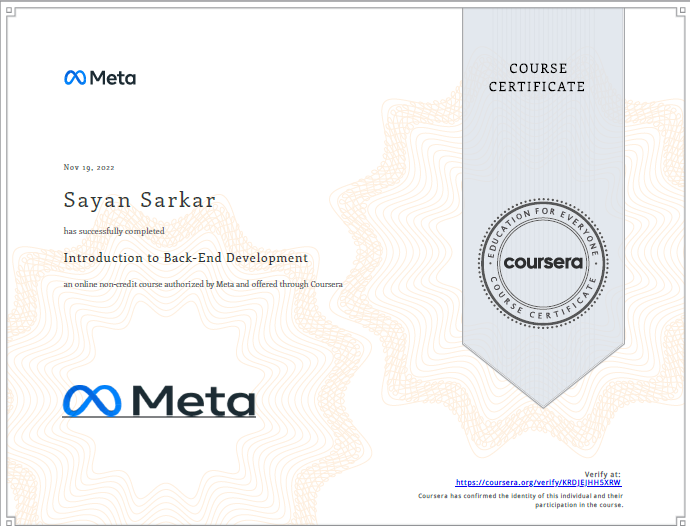 Meta
COURSE
CERTIFICATE
Nov 19, 2022
Sayan Sarkar
has successfully completed
Introduction to Back-End Development
an online non-credit course authorized by Meta and offered through Coursera
EDUCATION FOR EVERYONE
coursera
COURSE CERTIFICATE
Meta
Verify at:
https://coursera.org/verify/KRDJEJHH5XRW
Coursera has confirmed the identity of this individual and their
participation in the course.